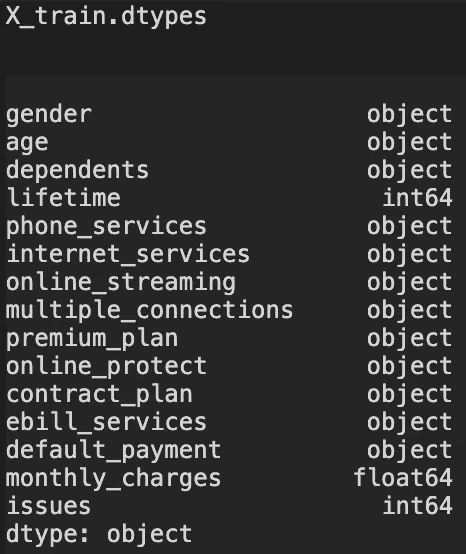 X_train.dtypes
gender object
age object
dependents object
lifetime int64
phone_services object
internet_services object
online_streaming object
multiple_connections object
premium_plan object
online_protect object
contract_plan object
ebill_services object
default_payment object
monthly_charges float64
issues int64
dtype: object